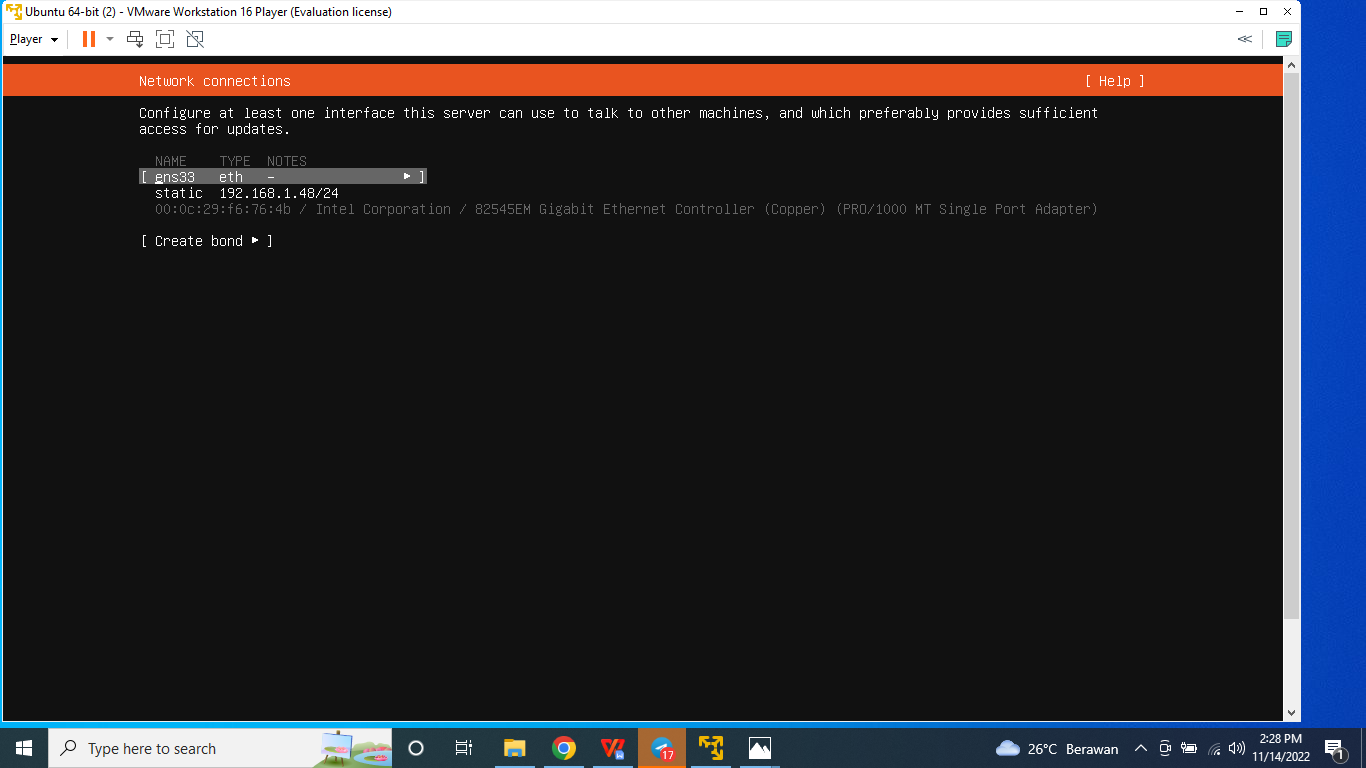 Ubuntu 64-bit (2) - VMware Workstation 16 Player (Evaluation license)
Player
Network connections [ Help ]
Configure at least one interface this server can use to talk to other machines, and which preferably provides sufficient
access for updates.
NAME TYPE NOTES
[ ens33 eth – ▸ ]
static 192.168.1.48/24
00:0c:29:f6:76:4b / Intel Corporation / 82545EM Gigabit Ethernet Controller (Copper) (PRO/1000 MT Single Port Adapter)
[ Create bond ▸ ]
Type here to search
17
26°C Berawan
2:28 PM
11/14/2022
1